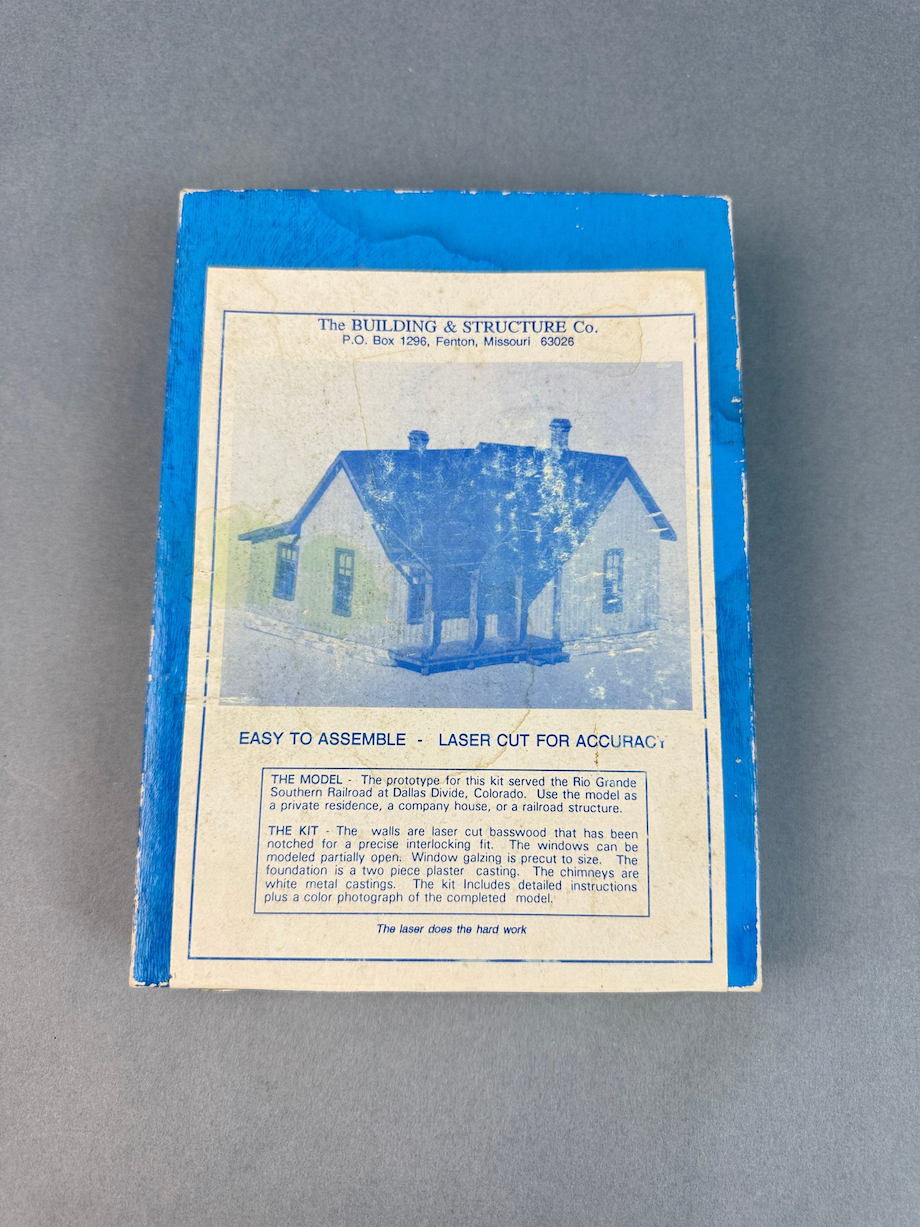 The BUILDING & STRUCTURE Co.
P.O. Box 1296, Fenton, Missouri 63026
EASY TO ASSEMBLE - LASER CUT FOR ACCURACY
THE MODEL - The prototype for this kit served the Rio Grande
Southern Railroad at Dallas Divide, Colorado. Use the model as
a private residence, a company house, or a railroad structure.
THE KIT - The walls are laser cut basswood that has been
notched for a precise interlocking fit. The windows can be
modeled partially open. Window galzing is precut to size. The
foundation is a two piece plaster casting. The chimneys are
white metal castings. The kit Includes detailed instructions
plus a color photograph of the completed model.
The laser does the hard work